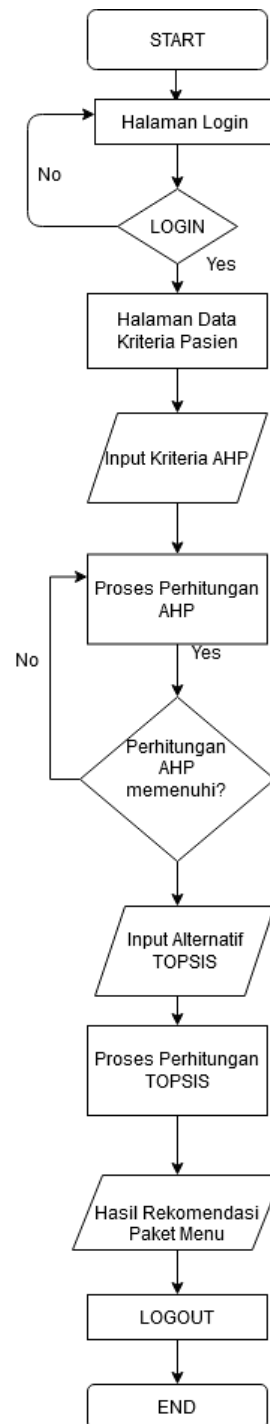 START
Halaman Login
No
LOGIN
Yes
Halaman Data
Kriteria Pasien
Input Kriteria AHP
Proses Perhitungan
AHP
Yes
No
Perhitungan
AHP
memenuhi?
Input Alternatif
TOPSIS
Proses Perhitungan
TOPSIS
Hasil Rekomendasi
Paket Menu
LOGOUT
END